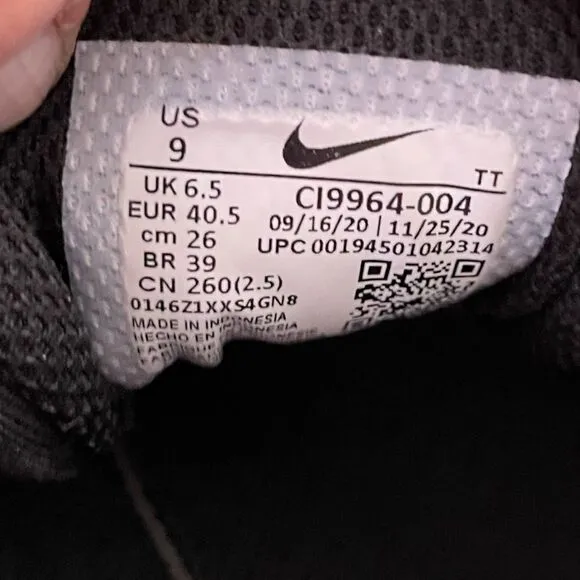 US
9
TT
UK 6.5
EUR 40.5
cm 26
BR 39
CN 260(2.5)
0146Z1XXS4GN8
CI9964-004
09/16/20 | 11/25/20
UPC 00194501042314
MADE IN INDONESIA
HECHO EN